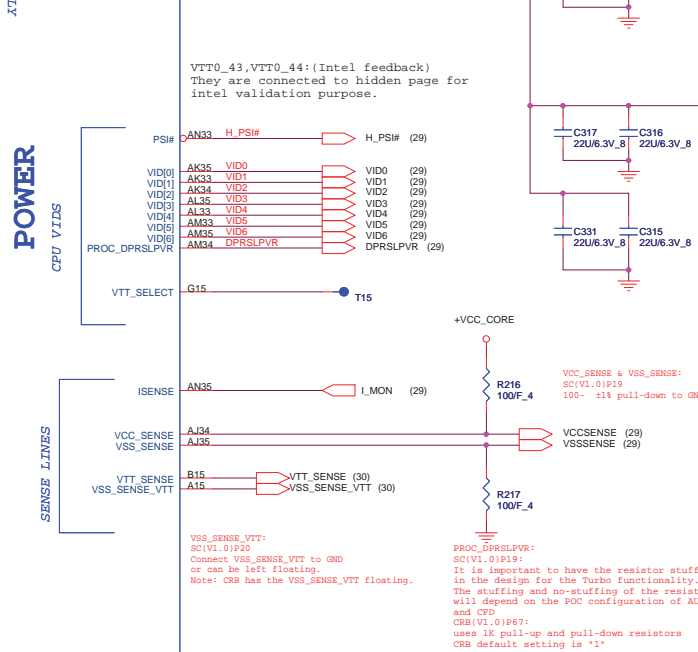 LY
VTT0_43,VTT0_44:(Intel feedback)
They are connected to hidden page for
intel validation purpose.
POWER
CPU VIDS
PSI# AN33 H_PSI# H_PSI# (29)
VID[0] AK35 VID0 VID0 (29)
VID[1] AK33 VID1 VID1 (29)
VID[2] AK34 VID2 VID2 (29)
VID[3] AL35 VID3 VID3 (29)
VID[4] AL33 VID4 VID4 (29)
VID[5] AM33 VID5 VID5 (29)
VID[6] AM35 VID6 VID6 (29)
PROC_DPRSLPVR AM34 DPRSLPVR DPRSLPVR (29)
VTT_SELECT G15 T15
C317
22U/6.3V_8
C316
22U/6.3V_8
C331
22U/6.3V_8
C315
22U/6.3V_8
+VCC_CORE
SENSE LINES
ISENSE AN35 I_MON (29)
R216
100/F_4
VCC_SENSE & VSS_SENSE:
SC(V1.0)P19
100- ±1% pull-down to GN
VCC_SENSE AJ34 VCCSENSE (29)
VSS_SENSE AJ35 VSSSENSE (29)
VTT_SENSE B15 VTT_SENSE (30)
VSS_SENSE_VTT A15 VSS_SENSE_VTT (30)
R217
100/F_4
VSS_SENSE_VTT:
SC(V1.0)P20
Connect VSS_SENSE_VTT to GND
or can be left floating.
Note: CRB has the VSS_SENSE_VTT floating.
PROC_DPRSLPVR:
SC(V1.0)P19:
It is important to have the resistor stuff
in the design for the Turbo functionality.
The stuffing and no-stuffing of the resist
will depend on the POC configuration of AU
and CFD
CRB(V1.0)P67:
uses 1K pull-up and pull-down resistors
CRB default setting is "1"